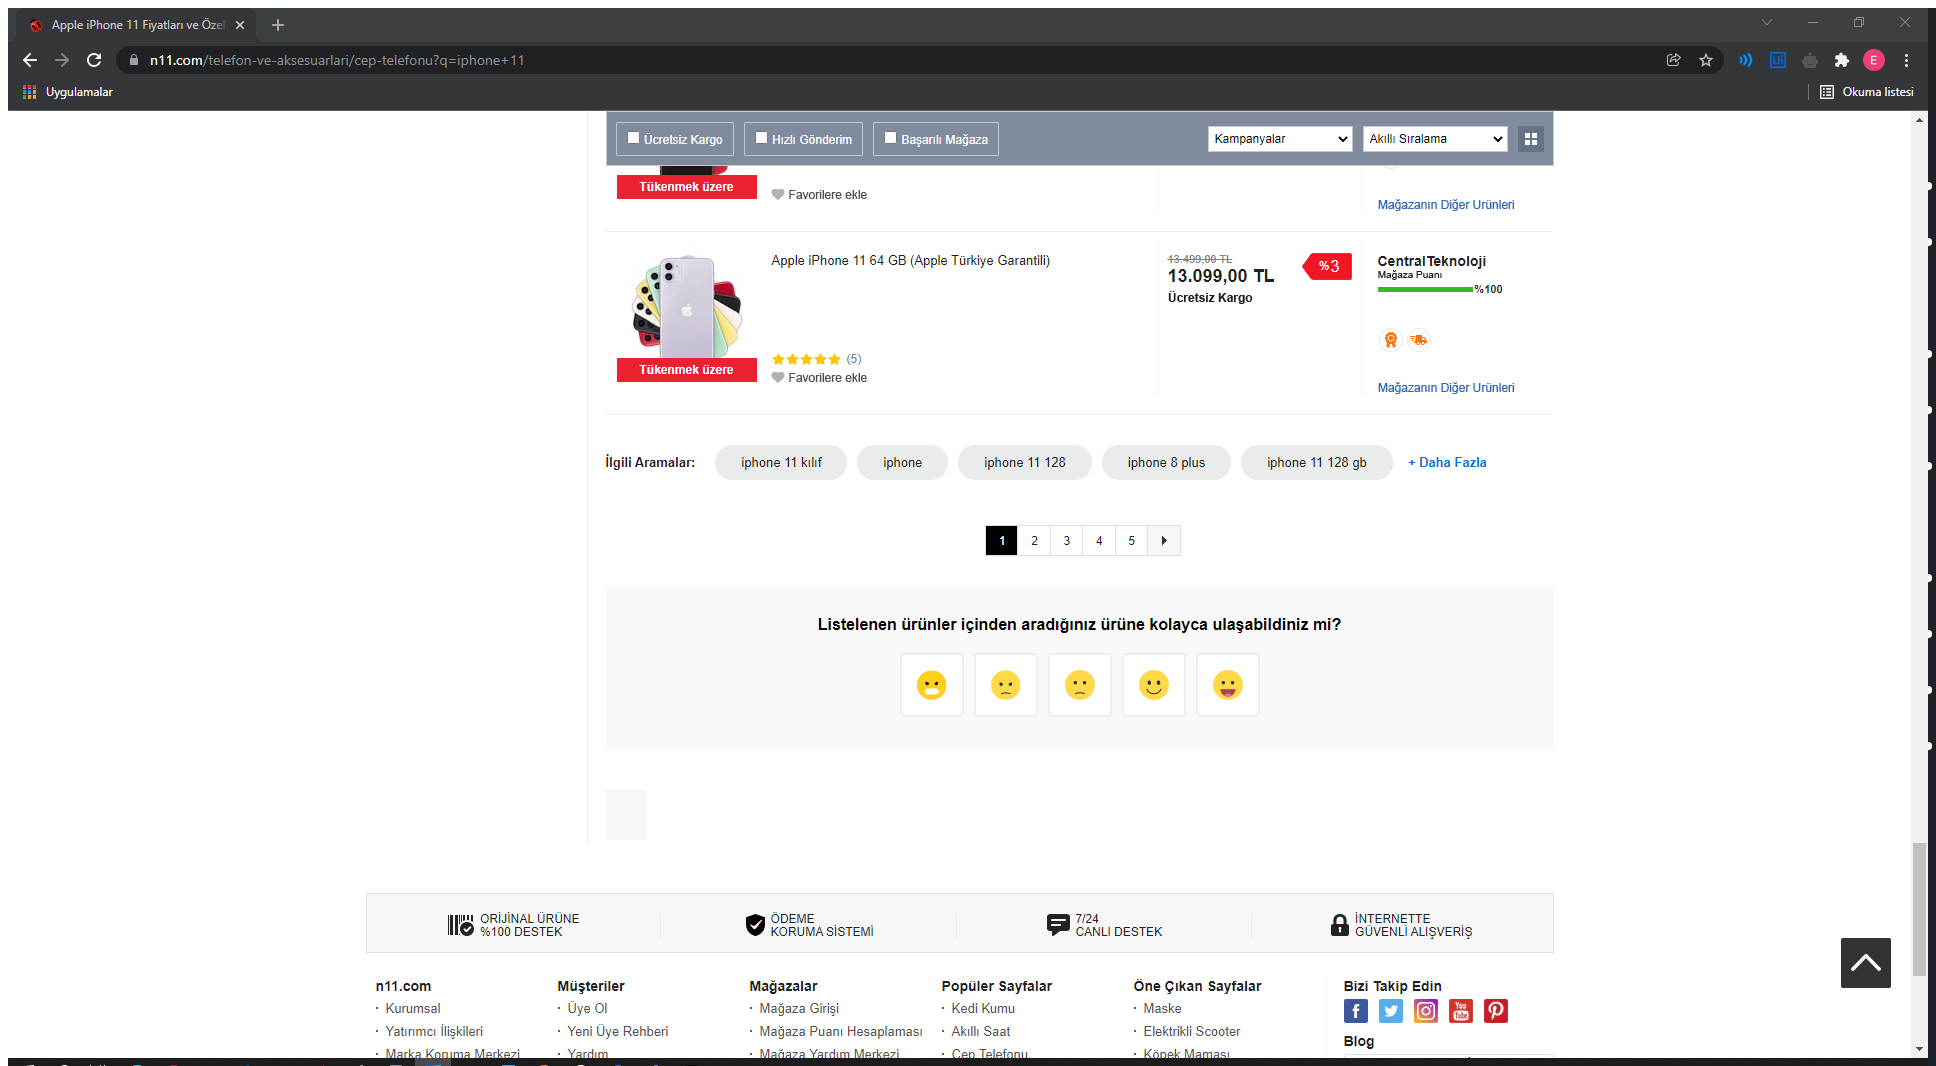 Apple iPhone 11 Fiyatları ve Özel
n11.com/telefon-ve-aksesuarlari/cep-telefonu?q=iphone+11
E
Uygulamalar
Okuma listesi
Ücretsiz Kargo
Hızlı Gönderim
Başarılı Mağaza
Kampanyalar
Akıllı Sıralama
Tükenmek üzere
Favorilere ekle
Mağazanın Diğer Ürünleri
Apple iPhone 11 64 GB (Apple Türkiye Garantili)
13.499,00 TL
13.099,00 TL
Ücretsiz Kargo
%3
CentralTeknoloji
Mağaza Puanı
%100
Tükenmek üzere
(5)
Favorilere ekle
Mağazanın Diğer Ürünleri
İlgili Aramalar: iphone 11 kılıf iphone iphone 11 128 iphone 8 plus iphone 11 128 gb + Daha Fazla
1 2 3 4 5
Listelenen ürünler içinden aradığınız ürüne kolayca ulaşabildiniz mi?
ORİJİNAL ÜRÜNE
%100 DESTEK
ÖDEME
KORUMA SİSTEMİ
7/24
CANLI DESTEK
İNTERNETTE
GÜVENLİ ALIŞVERİŞ
n11.com
Kurumsal
Yatırımcı İlişkileri
Marka Koruma Merkezi
Müşteriler
Üye Ol
Yeni Üye Rehberi
Yardım
Mağazalar
Mağaza Girişi
Mağaza Puanı Hesaplaması
Mağaza Yardım Merkezi
Popüler Sayfalar
Kedi Kumu
Akıllı Saat
Cep Telefonu
Öne Çıkan Sayfalar
Maske
Elektrikli Scooter
Köpek Maması
Bizi Takip Edin
You
Tube
Blog